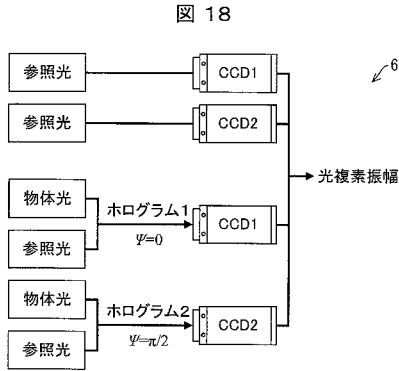 図 18
参照光
CCD1
6
参照光
CCD2
光複素振幅
物体光
ホログラム1
CCD1
参照光
Ψ=0
物体光
ホログラム2
CCD2
参照光
Ψ=π/2